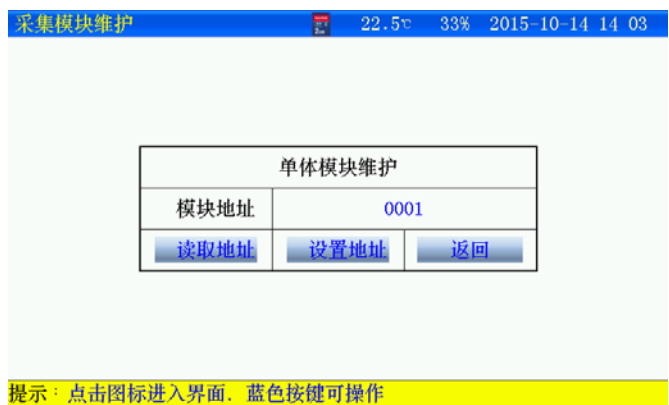 采集模块维护 22.5℃ 33% 2015-10-14 14 03
单体模块维护
模块地址 0001
读取地址 设置地址 返回
提示：点击图标进入界面．蓝色按键可操作